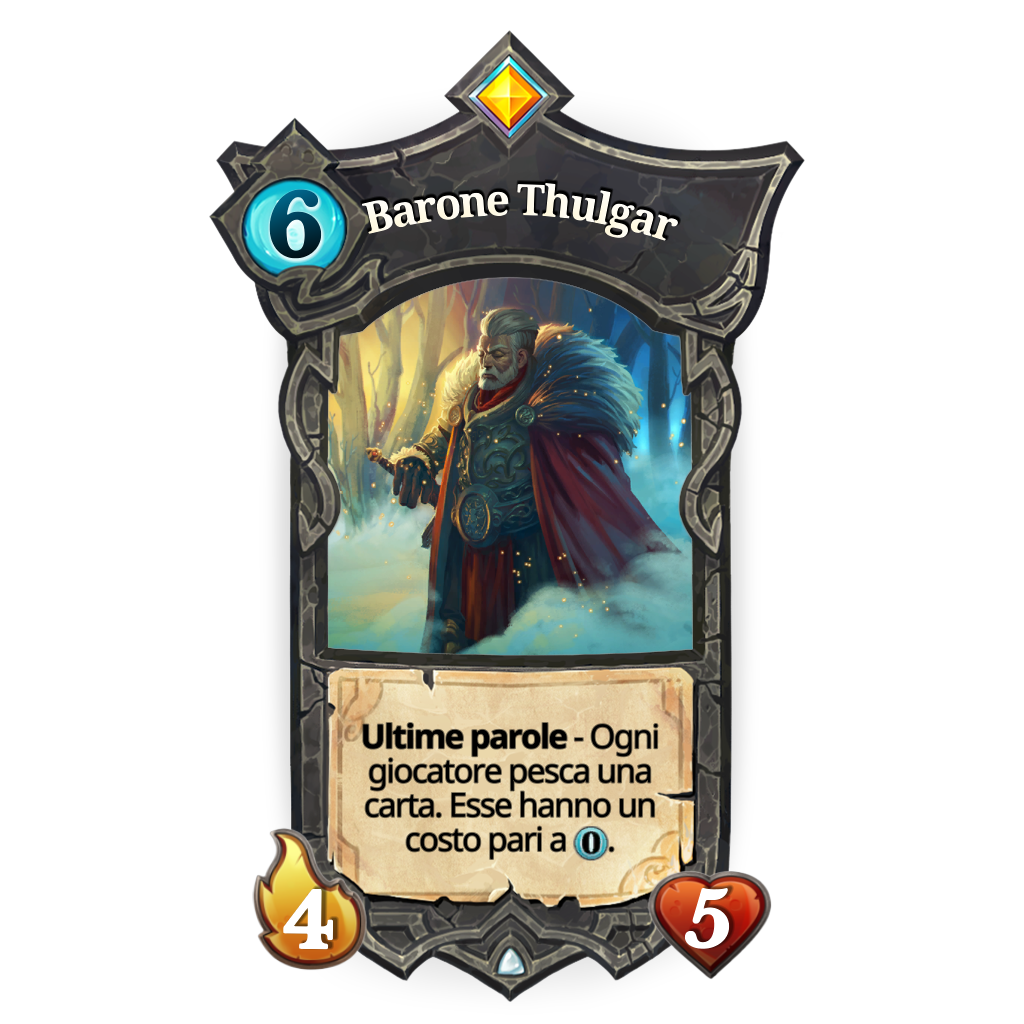 6
Barone Thulgar
Ultime parole - Ogni
giocatore pesca una
carta. Esse hanno un
costo pari a 0.
4
5